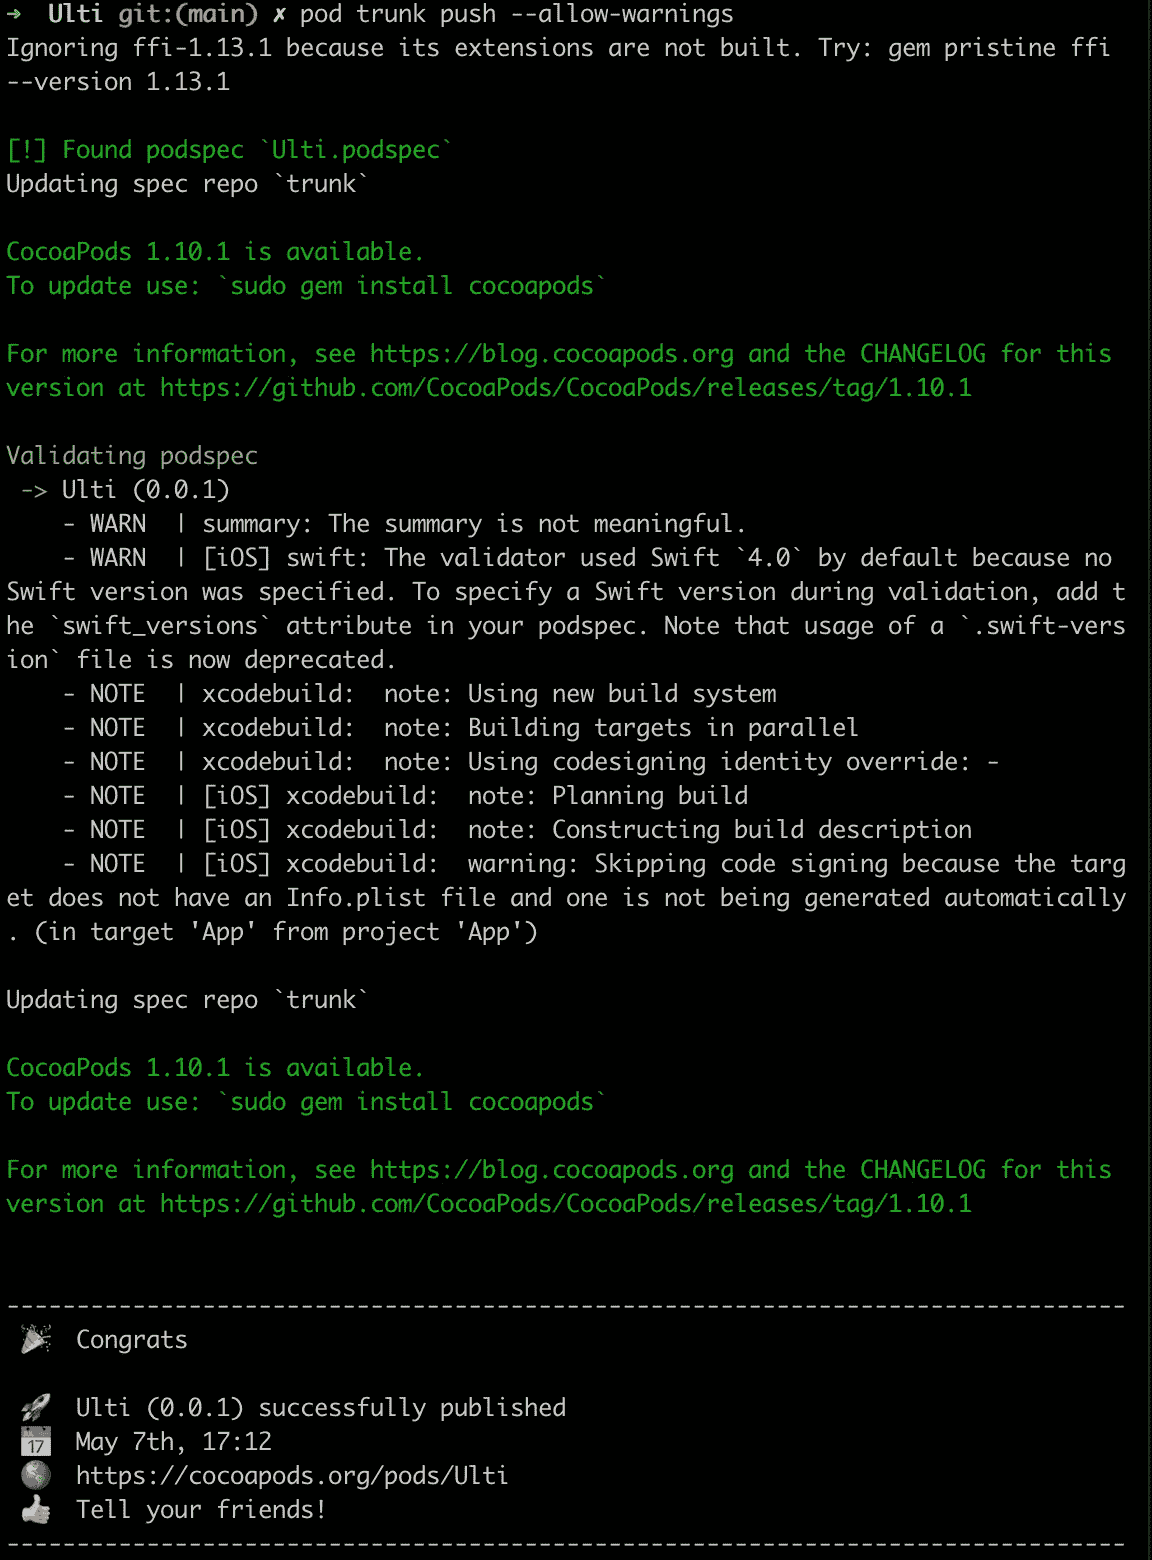 ➜  Ulti git:(main) ✗ pod trunk push --allow-warnings
Ignoring ffi-1.13.1 because its extensions are not built. Try: gem pristine ffi
--version 1.13.1
[!] Found podspec `Ulti.podspec`
Updating spec repo `trunk`
CocoaPods 1.10.1 is available.
To update use: `sudo gem install cocoapods`
For more information, see https://blog.cocoapods.org and the CHANGELOG for this
version at https://github.com/CocoaPods/CocoaPods/releases/tag/1.10.1
Validating podspec
 -> Ulti (0.0.1)
    - WARN  | summary: The summary is not meaningful.
    - WARN  | [iOS] swift: The validator used Swift `4.0` by default because no
Swift version was specified. To specify a Swift version during validation, add t
he `swift_versions` attribute in your podspec. Note that usage of a `.swift-vers
ion` file is now deprecated.
    - NOTE  | xcodebuild:  note: Using new build system
    - NOTE  | xcodebuild:  note: Building targets in parallel
    - NOTE  | xcodebuild:  note: Using codesigning identity override: -
    - NOTE  | [iOS] xcodebuild:  note: Planning build
    - NOTE  | [iOS] xcodebuild:  note: Constructing build description
    - NOTE  | [iOS] xcodebuild:  warning: Skipping code signing because the targ
et does not have an Info.plist file and one is not being generated automatically
. (in target 'App' from project 'App')
Updating spec repo `trunk`
CocoaPods 1.10.1 is available.
To update use: `sudo gem install cocoapods`
For more information, see https://blog.cocoapods.org and the CHANGELOG for this
version at https://github.com/CocoaPods/CocoaPods/releases/tag/1.10.1
--------------------------------------------------------------------------------
 🎉  Congrats
 🚀  Ulti (0.0.1) successfully published
 📅  May 7th, 17:12
 🌎  https://cocoapods.org/pods/Ulti
 👍  Tell your friends!
--------------------------------------------------------------------------------